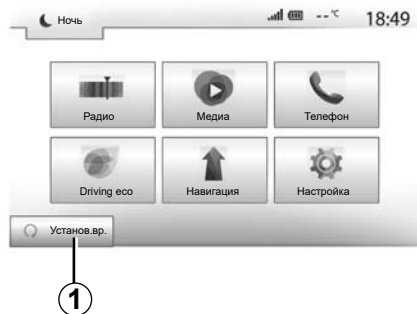 Ночь
--°C 18:49
Радио Медиа Телефон
Driving eco Навигация Настройка
Установ.вр.
1